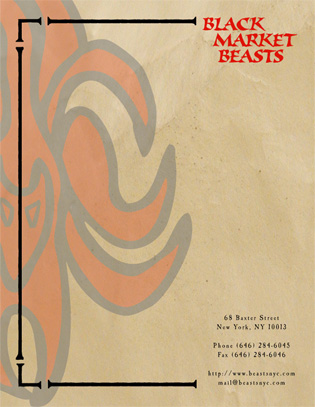 BLACK
MARKET
BEASTS
68 Baxter Street
New York, NY 10013
Phone (646) 284-6045
Fax (646) 284-6046
http://www.beastsnyc.com
mail@beastsnyc.com